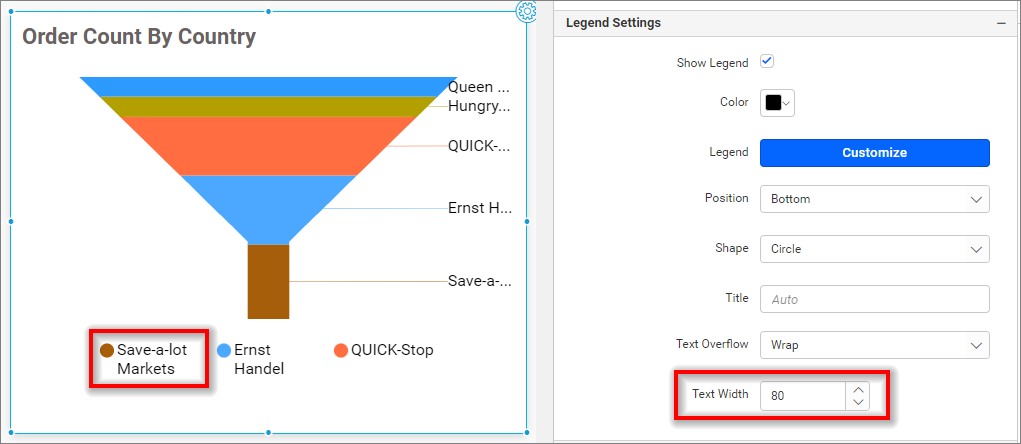 Order Count By Country
Queen ...
Hungry...
QUICK-...
Ernst H...
Save-a-...
Save-a-lot
Markets
Ernst
Handel
QUICK-Stop
Legend Settings
Show Legend
Color
Legend
Customize
Position
Bottom
Shape
Circle
Title
Auto
Text Overflow
Wrap
Text Width
80